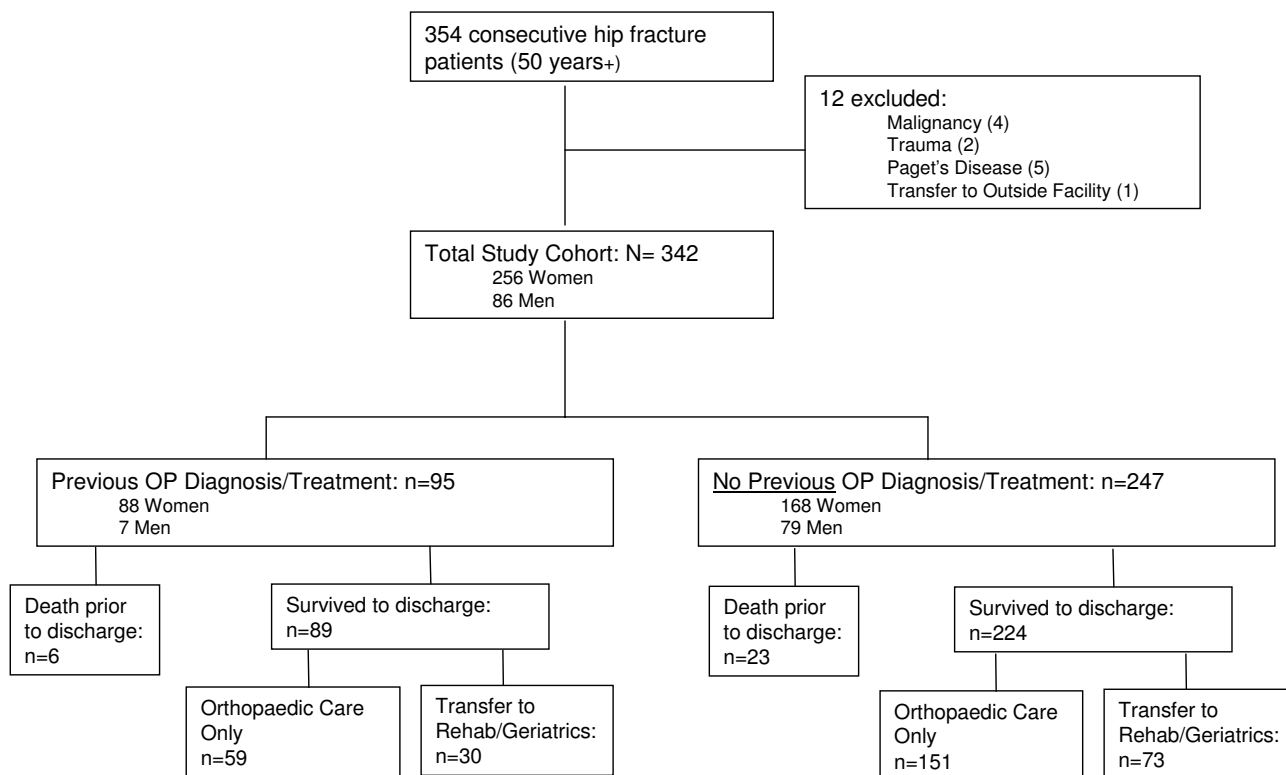 354 consecutive hip fracture
patients (50 years+)
12 excluded:
Malignancy (4)
Trauma (2)
Paget's Disease (5)
Transfer to Outside Facility (1)
Total Study Cohort: N= 342
256 Women
86 Men
Previous OP Diagnosis/Treatment: n=95
88 Women
7 Men
No Previous OP Diagnosis/Treatment: n=247
168 Women
79 Men
Death prior
to discharge:
n=6
Survived to discharge:
n=89
Death prior
to discharge:
n=23
Survived to discharge:
n=224
Orthopaedic Care
Only
n=59
Transfer to
Rehab/Geriatrics:
n=30
Orthopaedic Care
Only
n=151
Transfer to
Rehab/Geriatrics:
n=73